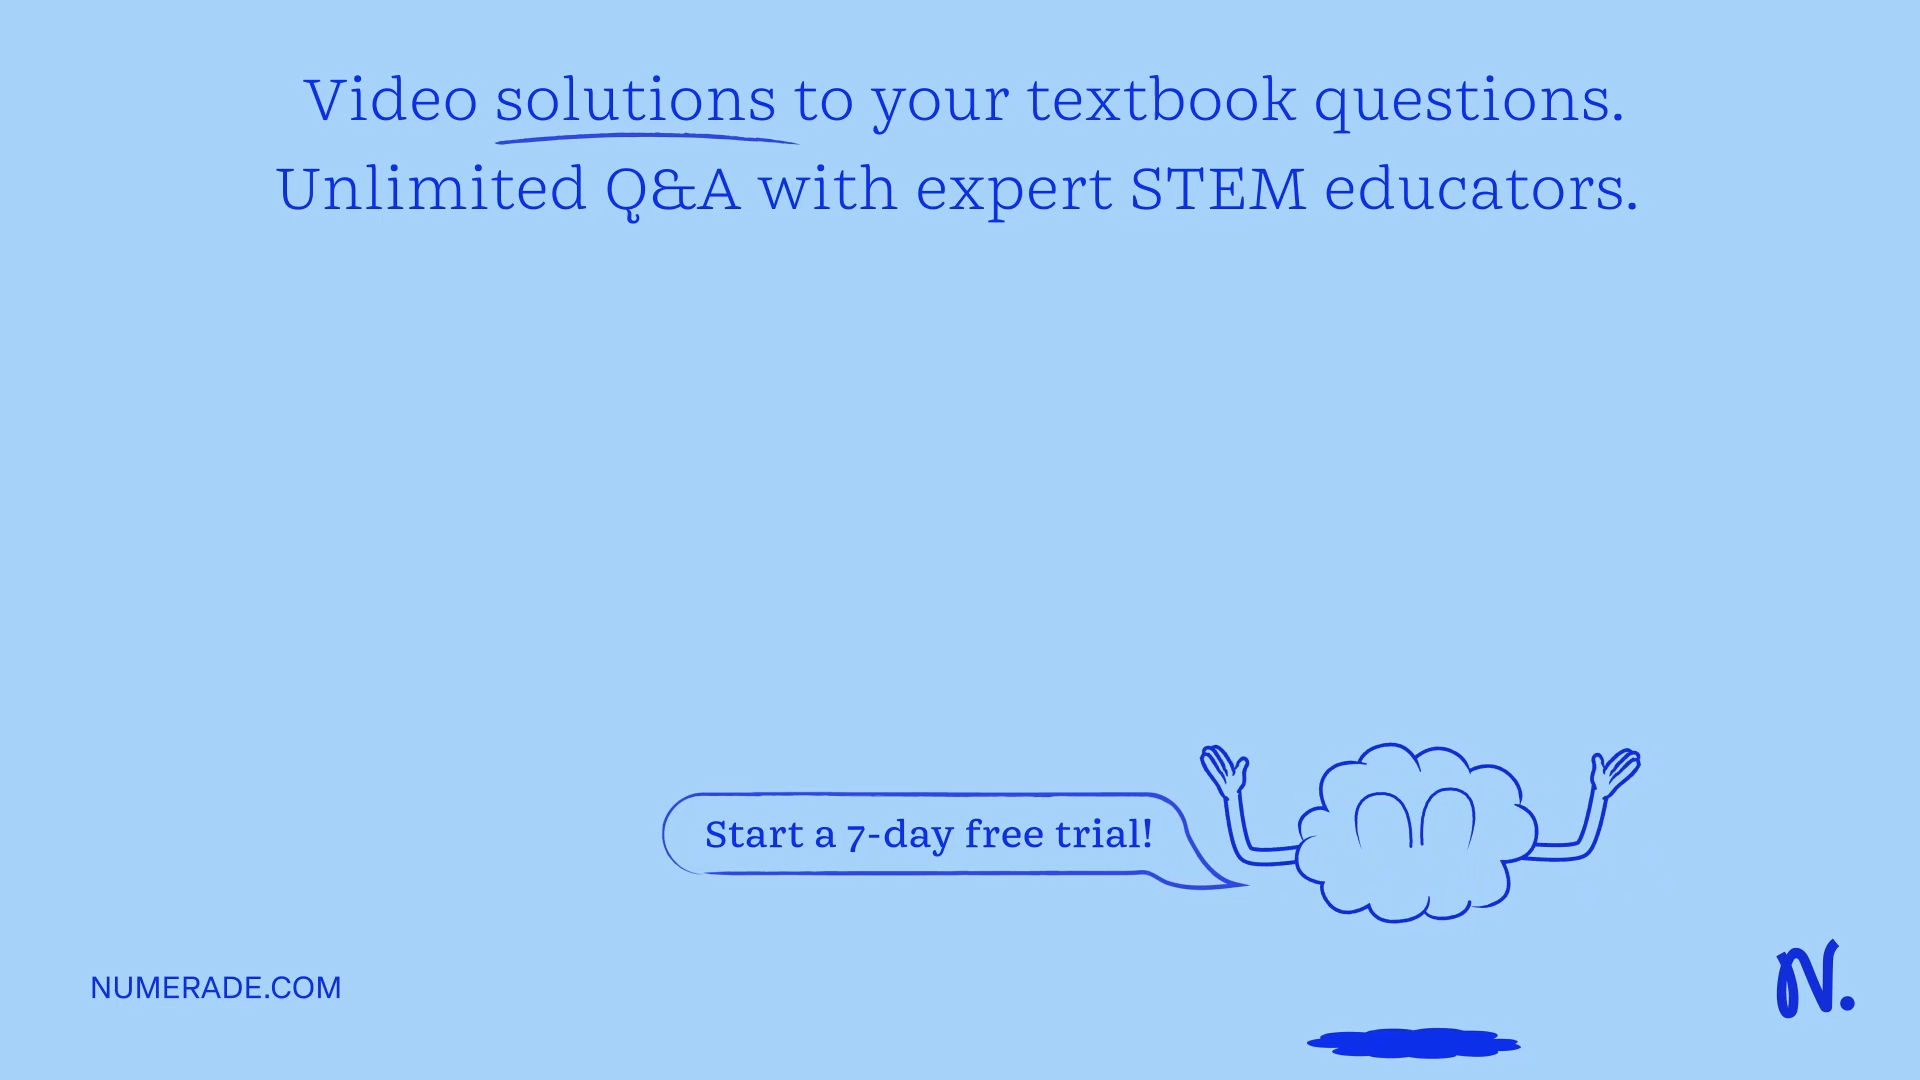 Video solutions to your textbook questions.
Unlimited Q&A with expert STEM educators.
Start a 7-day free trial!
NUMERADE.COM
N.